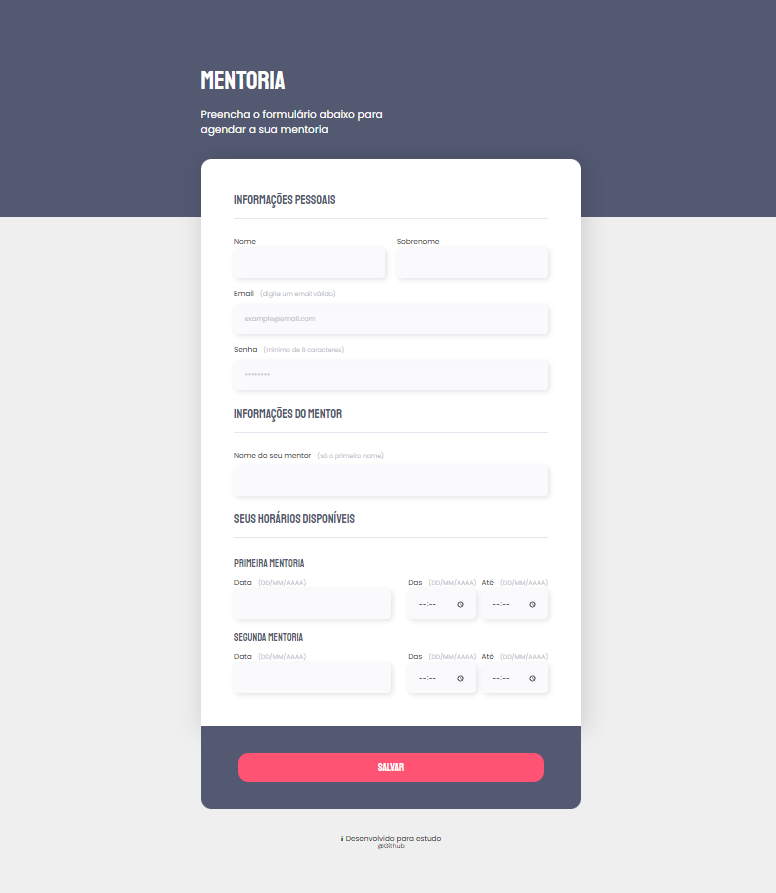 MENTORIA
Preencha o formulário abaixo para
agendar a sua mentoria
INFORMAÇÕES PESSOAIS
Nome Sobrenome
Email (digite um email válido)
example@email.com
Senha (mínimo de 8 caracteres)
********
INFORMAÇÕES DO MENTOR
Nome do seu mentor (só o primeiro nome)
SEUS HORÁRIOS DISPONÍVEIS
PRIMEIRA MENTORIA
Data (DD/MM/AAAA) Das (DD/MM/AAAA) Até (DD/MM/AAAA)
--:-- --:--
SEGUNDA MENTORIA
Data (DD/MM/AAAA) Das (DD/MM/AAAA) Até (DD/MM/AAAA)
--:-- --:--
SALVAR
Desenvolvido para estudo
@Github